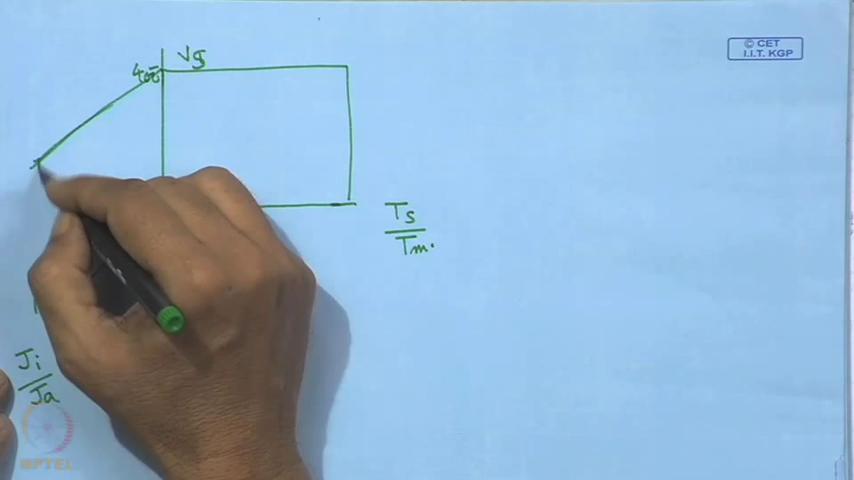 © CET
I.I.T. KGP
Vg
400
Ts
Tm.
Ji
Ja
NPTEL